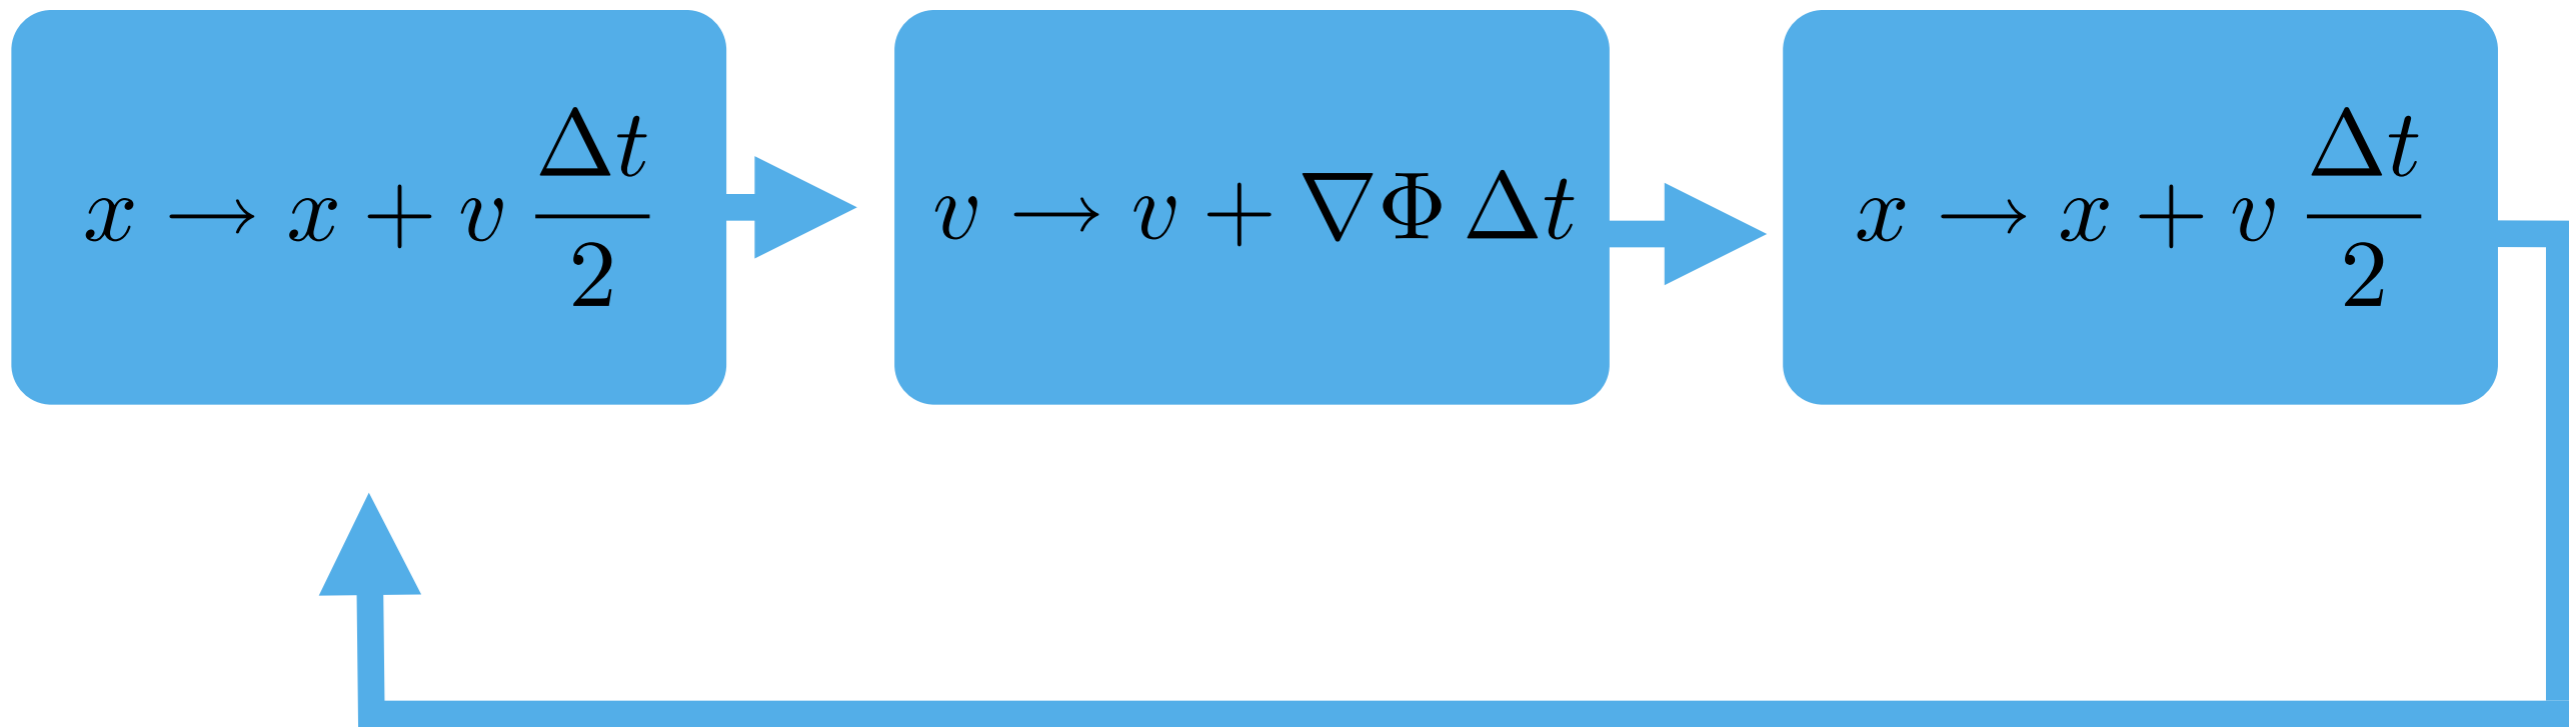 x → x + v Δt/2
v → v + ∇Φ Δt
x → x + v Δt/2